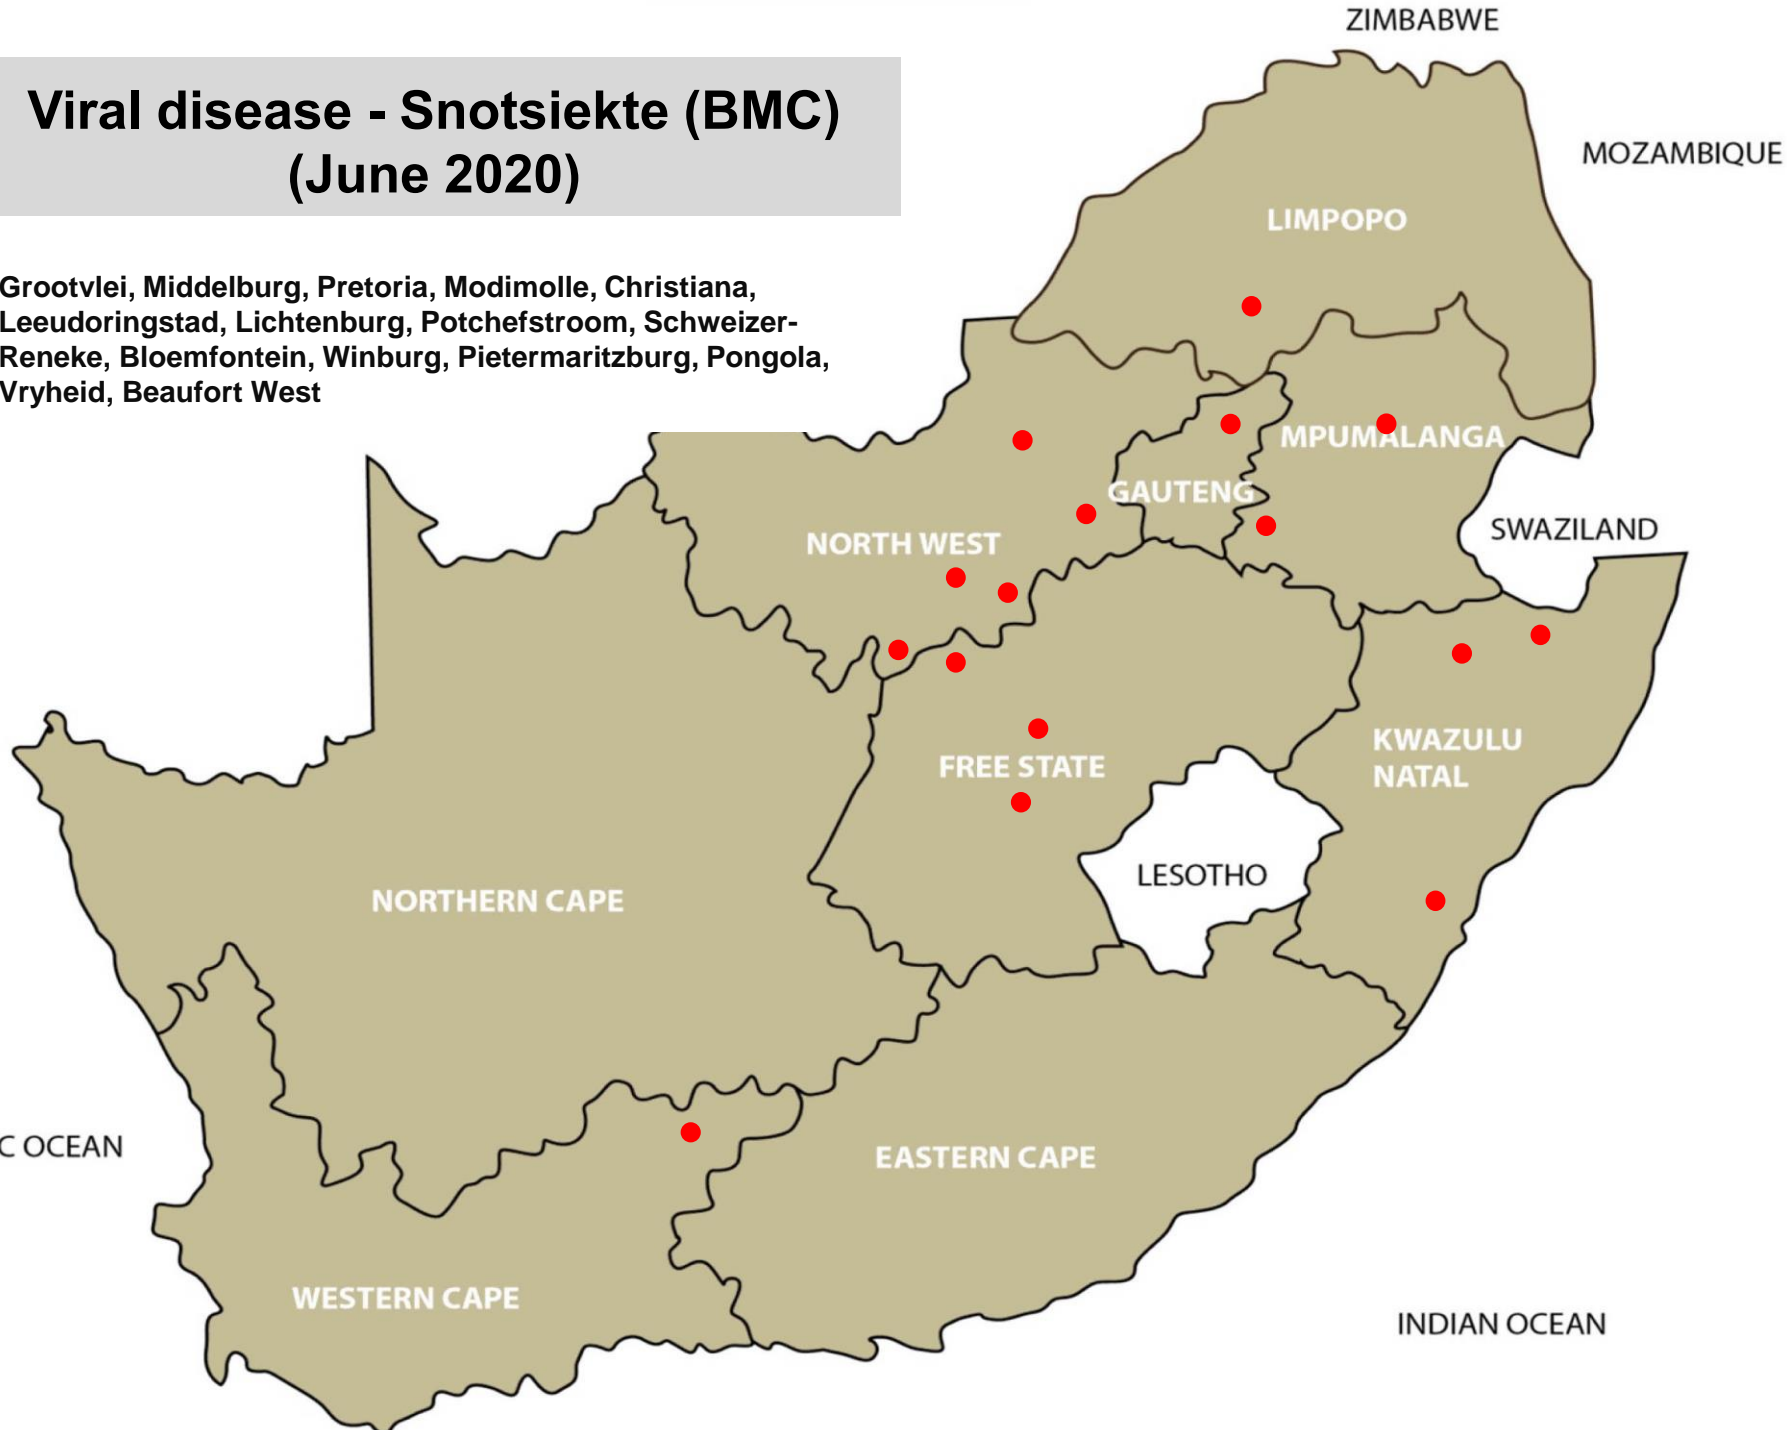 ZIMBABWE
Viral disease - Snotsiekte (BMC)
(June 2020)
MOZAMBIQUE
LIMPOPO
Grootvlei, Middelburg, Pretoria, Modimolle, Christiana,
Leeudoringstad, Lichtenburg, Potchefstroom, Schweizer-
Reneke, Bloemfontein, Winburg, Pietermaritzburg, Pongola,
Vryheid, Beaufort West
MPUMALANGA
GAUTENG
SWAZILAND
NORTH WEST
KWAZULU
NATAL
FREE STATE
LESOTHO
NORTHERN CAPE
C OCEAN
EASTERN CAPE
WESTERN CAPE
INDIAN OCEAN